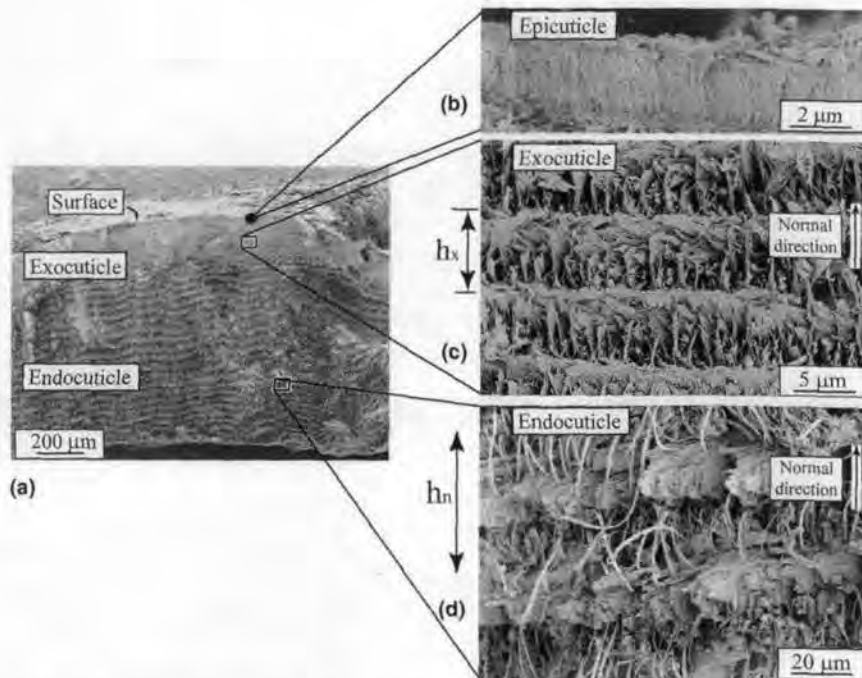 Surface
Exocuticle
Endocuticle
200 μm
(a)
Epicuticle
(b)
2 μm
Exocuticle
Normal
direction
hx
(c)
5 μm
Endocuticle
Normal
direction
hn
(d)
20 μm